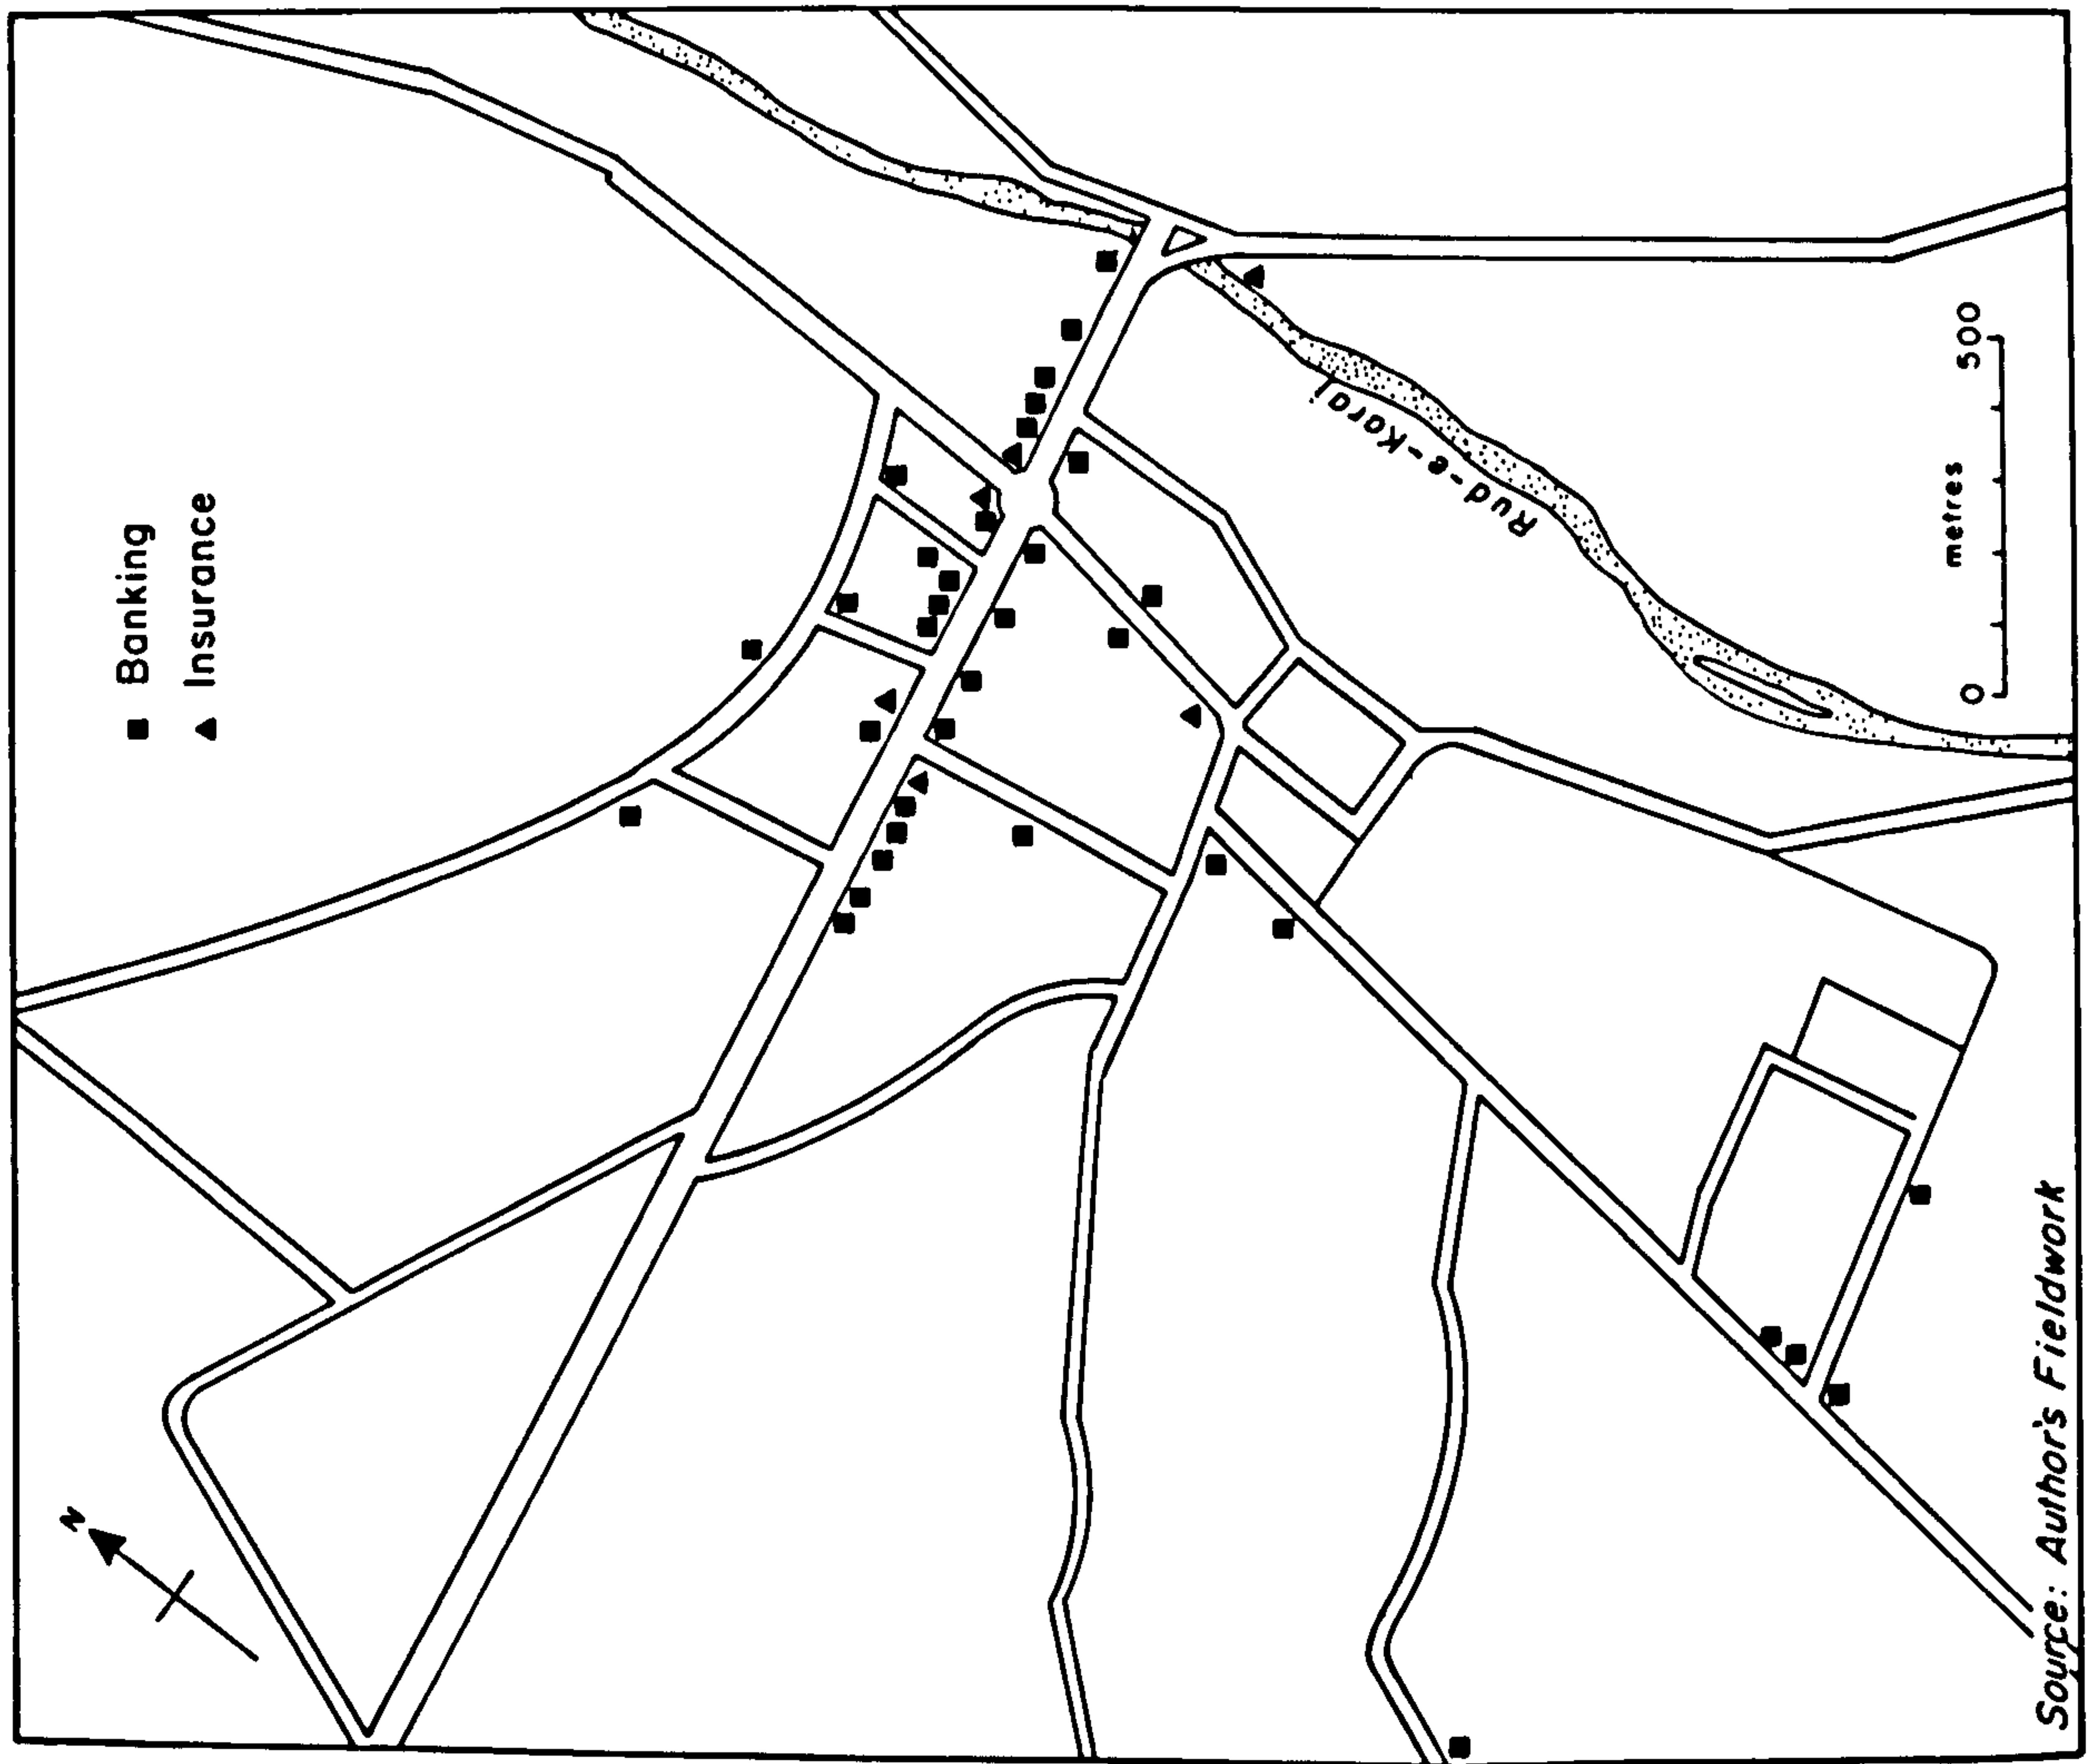 N
Banking
Insurance
Rud-e-Karaj
metres
0 500
Source: Author's Fieldwork